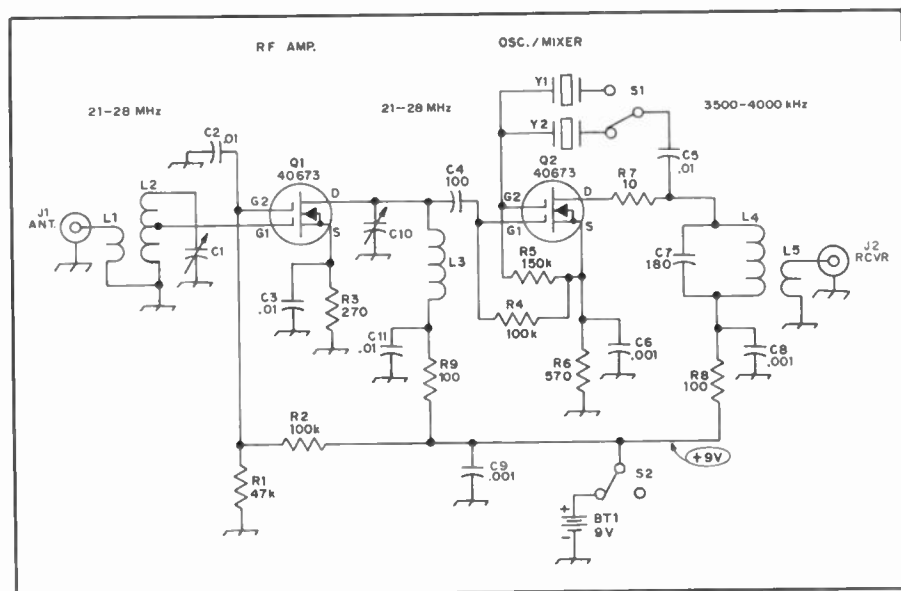 RF AMP.
OSC./MIXER
21-28 MHz
21-28 MHz
3500-4000 kHz
Y1
S1
Y2
C2
.01
Q1
40673
C4
100
Q2
40673
C5
.01
R7
10
L2
J1
ANT.
L1
C1
G2
G1
D
S
C10
G2
G1
D
S
L3
R5
150k
C7
180
L4
L5
J2
RCVR
C3
.01
R3
270
R4
100k
C11
.01
R9
100
C6
.001
R6
570
C8
.001
R8
100
R2
100k
+9V
C9
.001
S2
R1
47k
+
BT1
-
9V